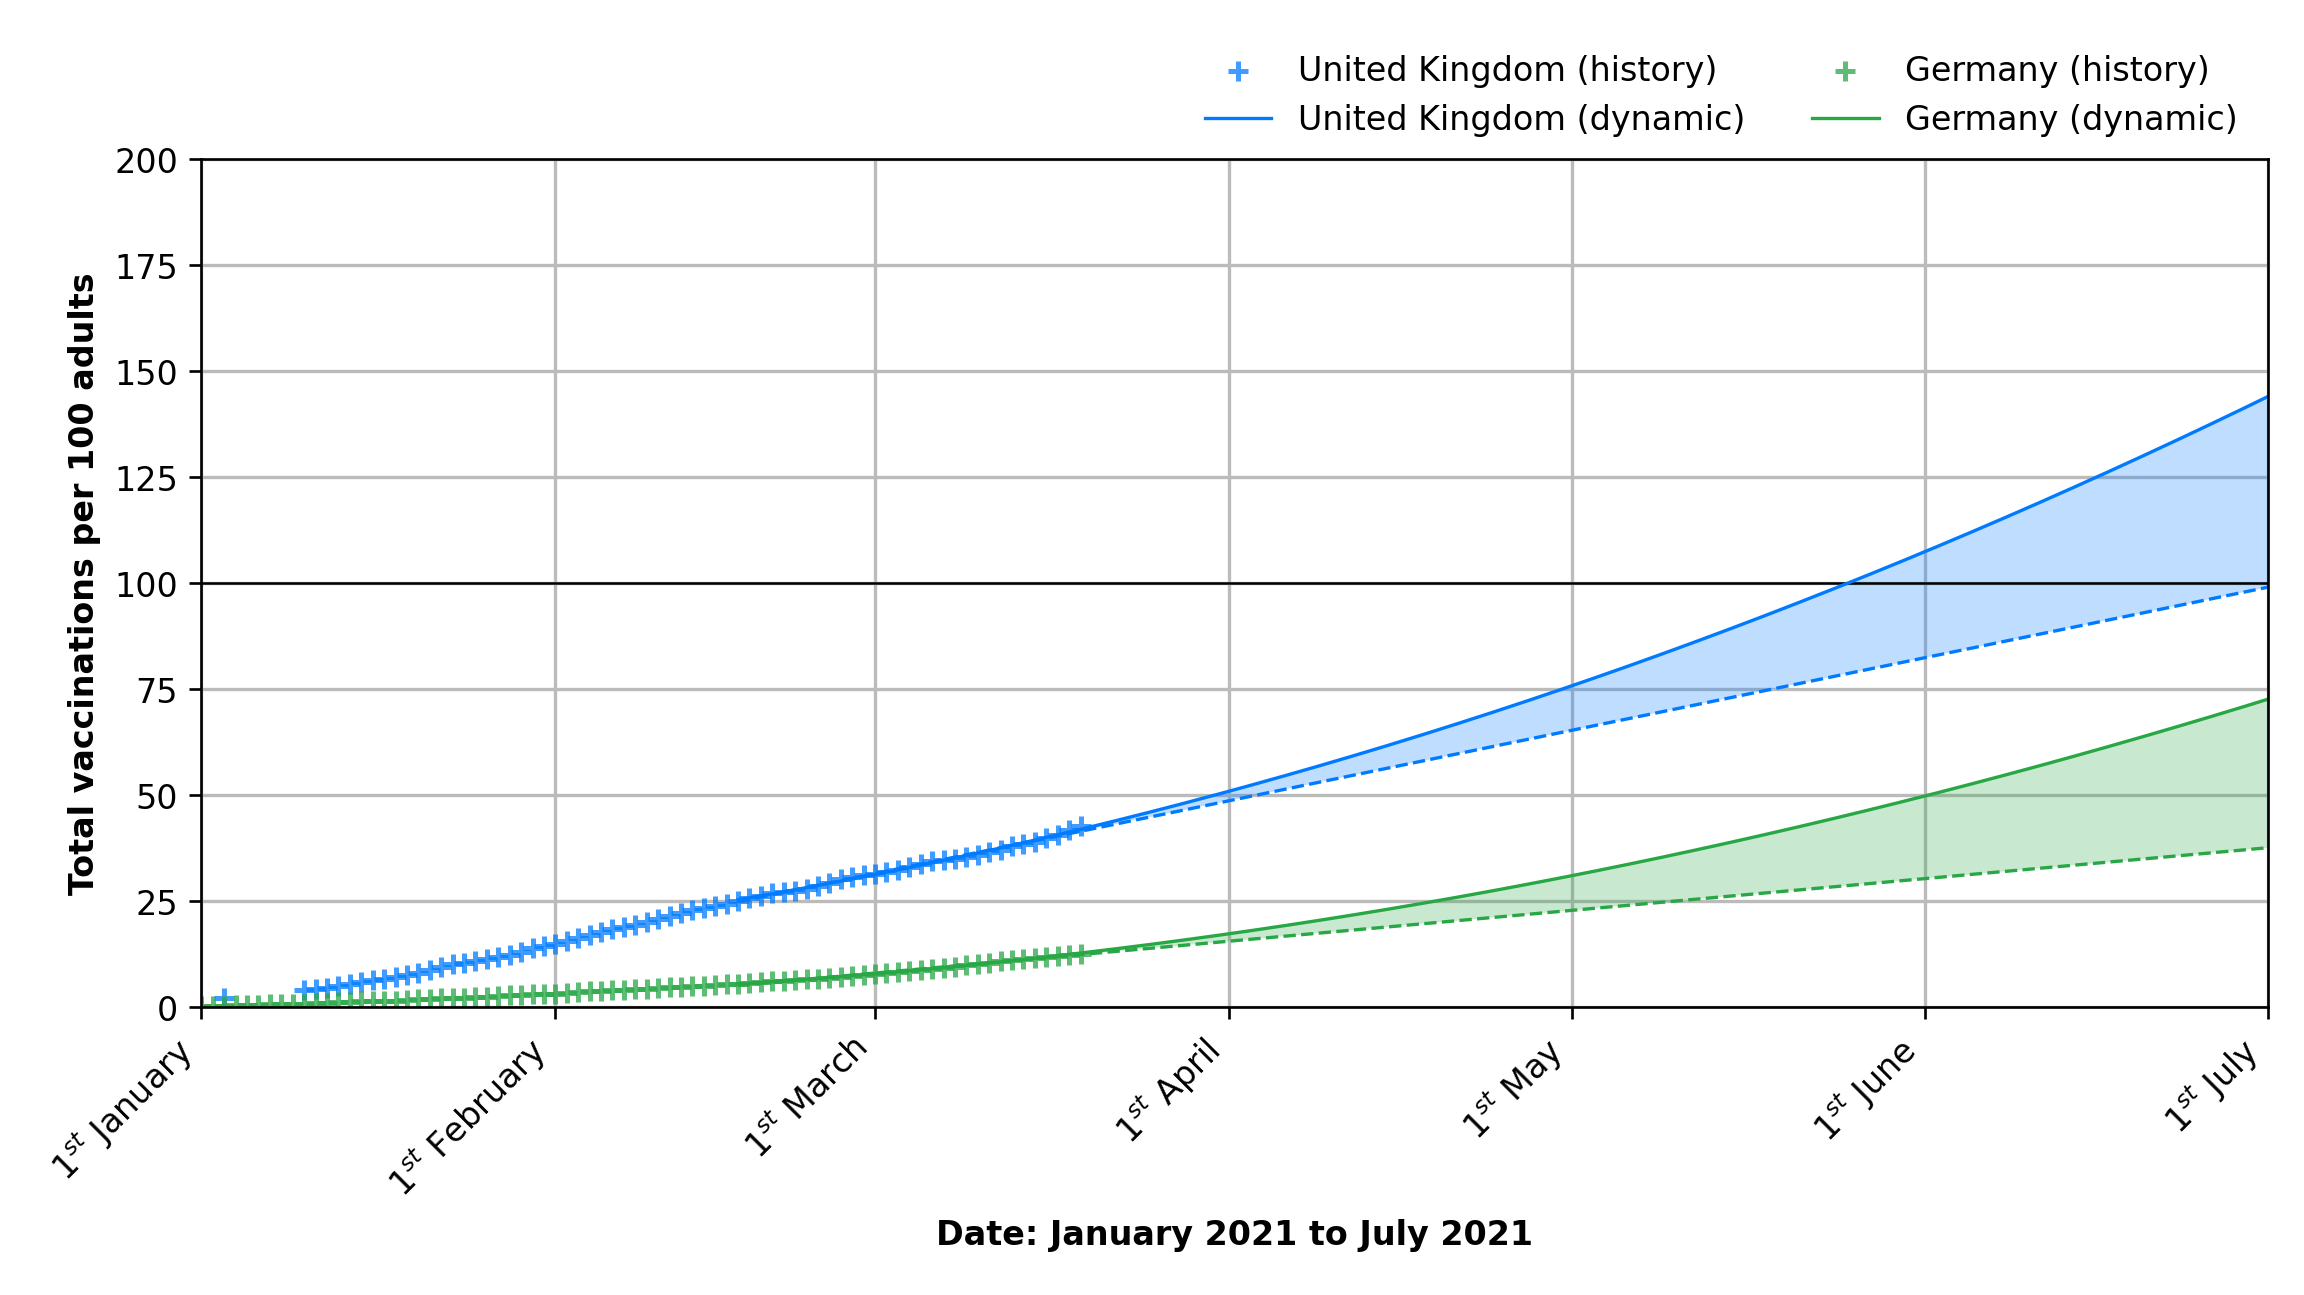 United Kingdom (history)
United Kingdom (dynamic)
Germany (history)
Germany (dynamic)
Total vaccinations per 100 adults
200
175
150
125
100
75
50
25
0
1st January
1st February
1st March
1st April
1st May
1st June
1st July
Date: January 2021 to July 2021